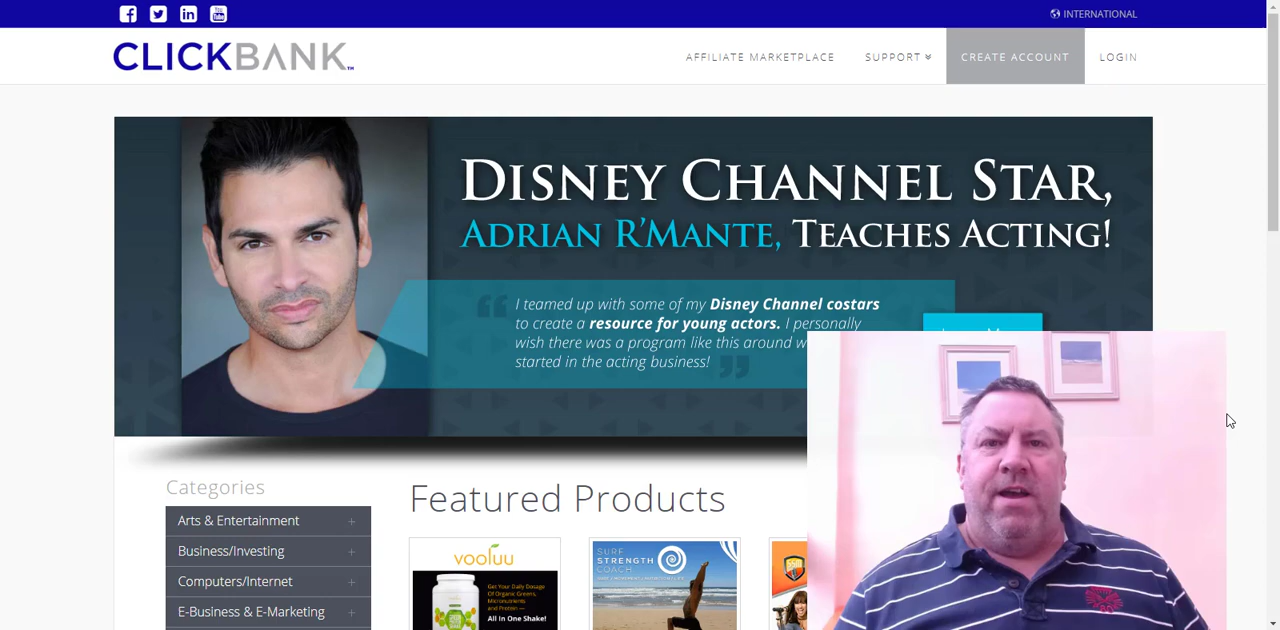 INTERNATIONAL
CLICKBANK™
AFFILIATE MARKETPLACE
SUPPORT
CREATE ACCOUNT
LOGIN
DISNEY CHANNEL STAR,
ADRIAN R'MANTE, TEACHES ACTING!
“ I teamed up with some of my Disney Channel costars
to create a resource for young actors. I personally
wish there was a program like this around w
started in the acting business! ”
Categories
Arts & Entertainment +
Business/Investing +
Computers/Internet +
E-Business & E-Marketing +
Featured Products
vooluu
Get Your Daily Dosage
Of Organic Greens,
Micronutrients
and Protein —
All In One Shake!
SURF
STRENGTH
COACH